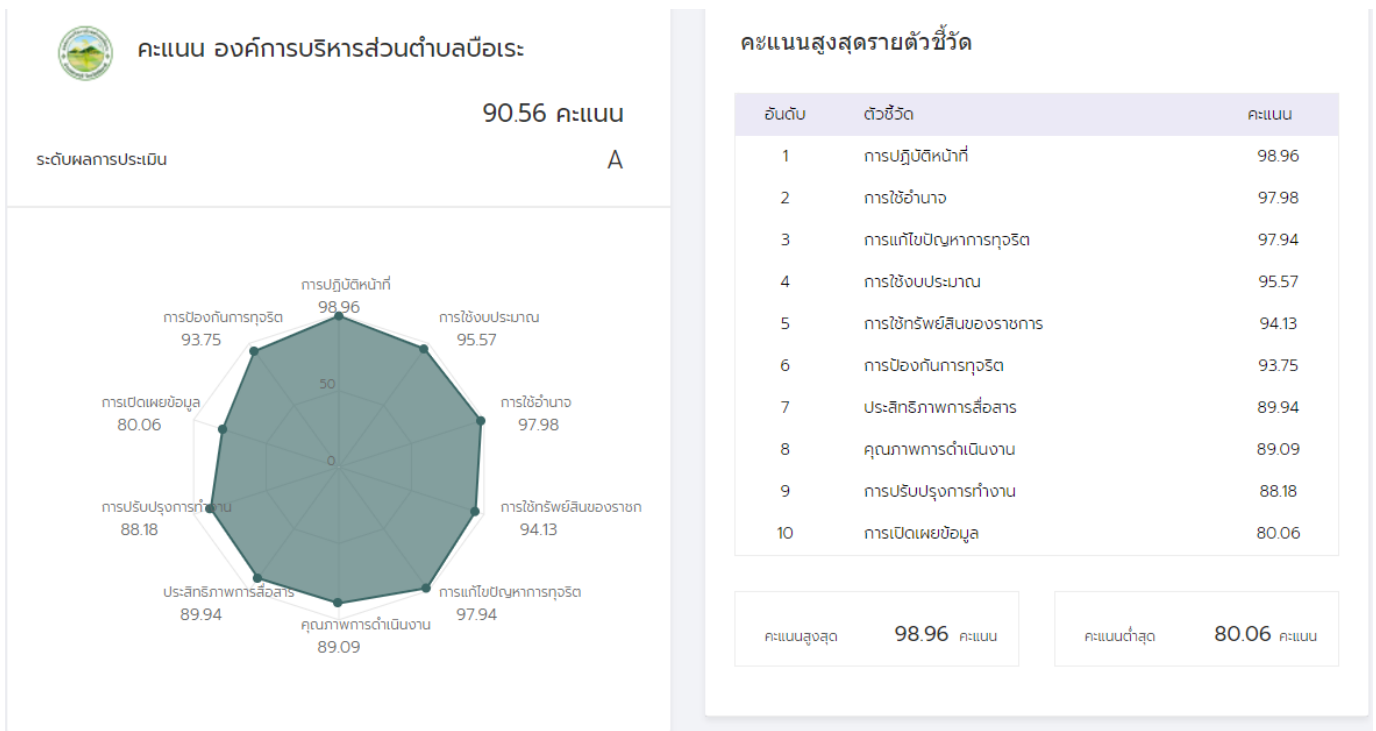 คะแนน องค์การบริหารส่วนตำบลบือเระ
90.56 คะแนน
ระดับผลการประเมิน A
การปฏิบัติหน้าที่
98.96
การป้องกันการทุจริต
93.75
การใช้งบประมาณ
95.57
50
การเปิดเผยข้อมูล
80.06
การใช้อำนาจ
97.98
0
การปรับปรุงการทำงาน
88.18
การใช้ทรัพย์สินของราชก
94.13
ประสิทธิภาพการสื่อสาร
89.94
การแก้ไขปัญหาการทุจริต
97.94
คุณภาพการดำเนินงาน
89.09
คะแนนสูงสุดรายตัวชี้วัด
อันดับ ตัวชี้วัด คะแนน
1 การปฏิบัติหน้าที่ 98.96
2 การใช้อำนาจ 97.98
3 การแก้ไขปัญหาการทุจริต 97.94
4 การใช้งบประมาณ 95.57
5 การใช้ทรัพย์สินของราชการ 94.13
6 การป้องกันการทุจริต 93.75
7 ประสิทธิภาพการสื่อสาร 89.94
8 คุณภาพการดำเนินงาน 89.09
9 การปรับปรุงการทำงาน 88.18
10 การเปิดเผยข้อมูล 80.06
คะแนนสูงสุด 98.96 คะแนน
คะแนนต่ำสุด 80.06 คะแนน